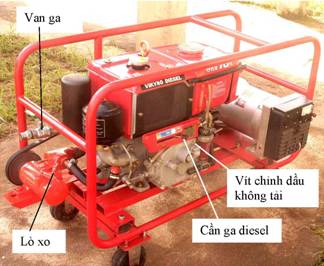 Van ga
VIKYNO DIESEL
Vít chỉnh dầu
không tải
Cần ga diesel
Lò xo